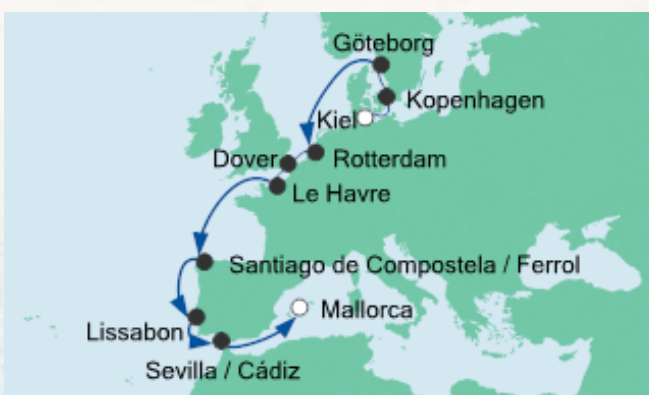 Göteborg
Kopenhagen
Kiel
Dover
Rotterdam
Le Havre
Santiago de Compostela / Ferrol
Mallorca
Lissabon
Sevilla / Cádiz